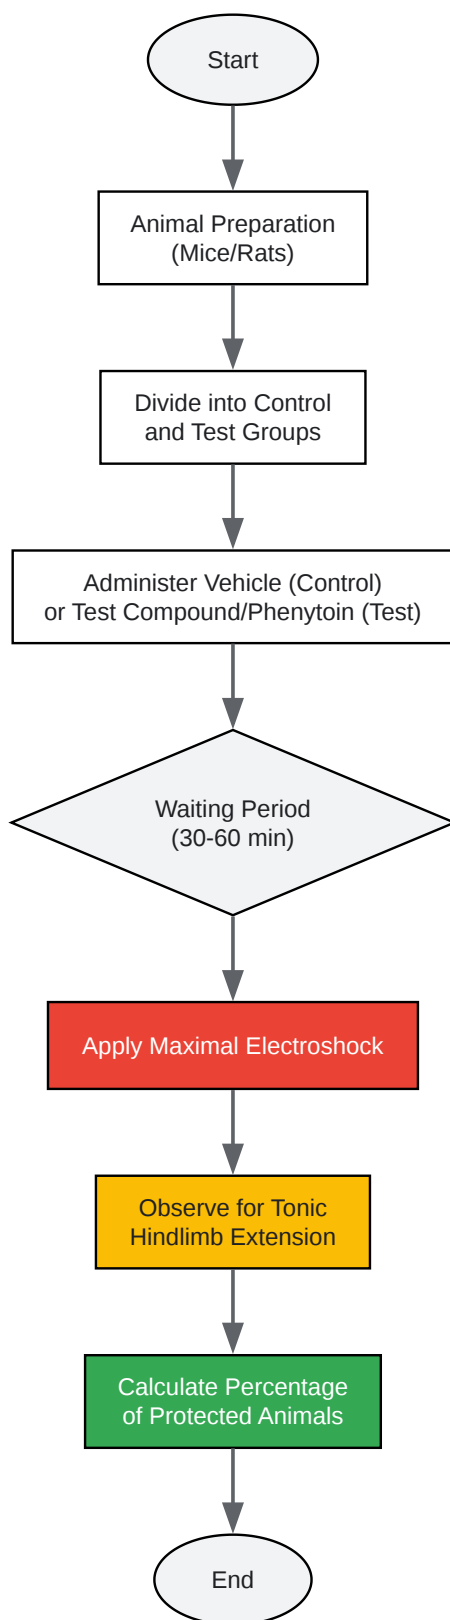 Start
Animal Preparation
(Mice/Rats)
Divide into Control
and Test Groups
Administer Vehicle (Control)
or Test Compound/Phenytoin (Test)
Waiting Period
(30-60 min)
Apply Maximal Electroshock
Observe for Tonic
Hindlimb Extension
Calculate Percentage
of Protected Animals
End